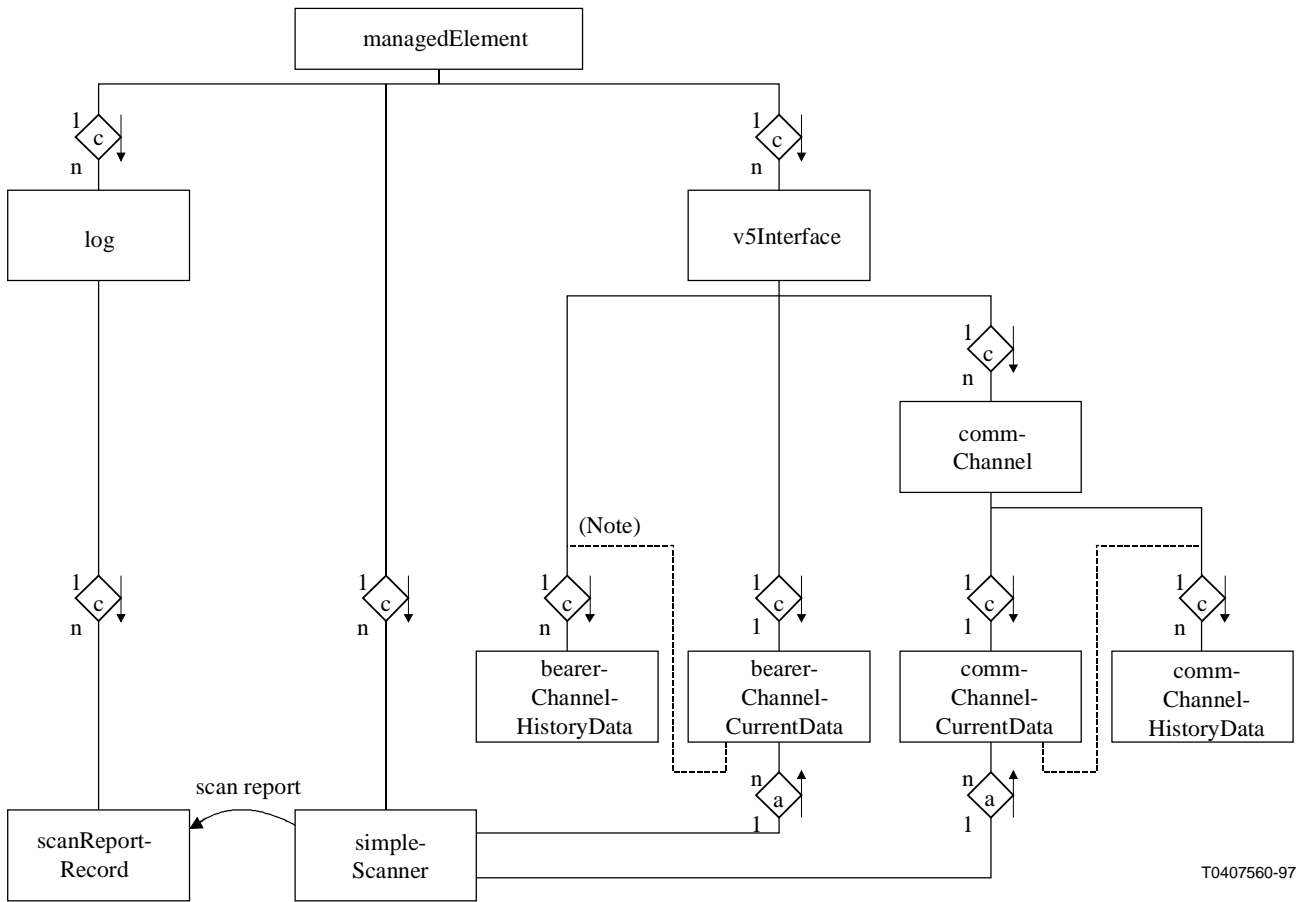 managedElement
1
c
n
1
c
n
log
v5Interface
1
c
n
comm-
Channel
(Note)
1
c
n
1
c
n
1
c
n
1
c
1
1
c
1
1
c
n
bearer-
Channel-
HistoryData
bearer-
Channel-
CurrentData
comm-
Channel-
CurrentData
comm-
Channel-
HistoryData
scan report
n
a
1
n
a
1
scanReport-
Record
simple-
Scanner
T0407560-97